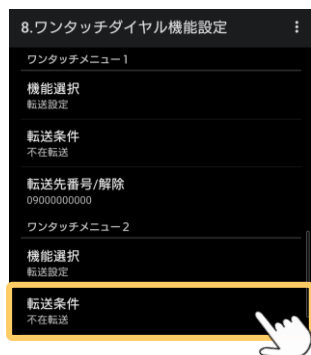 8.ワンタッチダイヤル機能設定
ワンタッチメニュー1
機能選択
転送設定
転送条件
不在転送
転送先番号/解除
09000000000
ワンタッチメニュー2
機能選択
転送設定
転送条件
不在転送